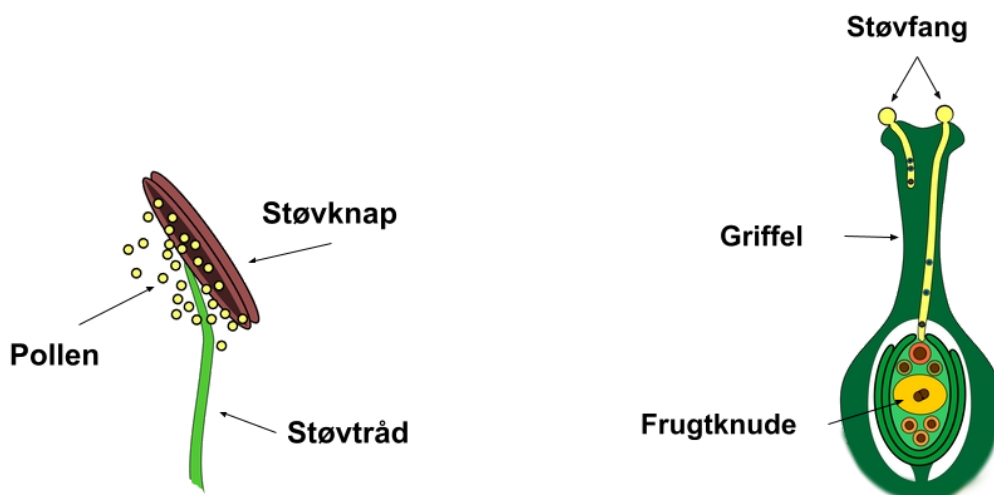 Støvfang
Støvknap
Griffel
Pollen
Støvtråd
Frugtknude